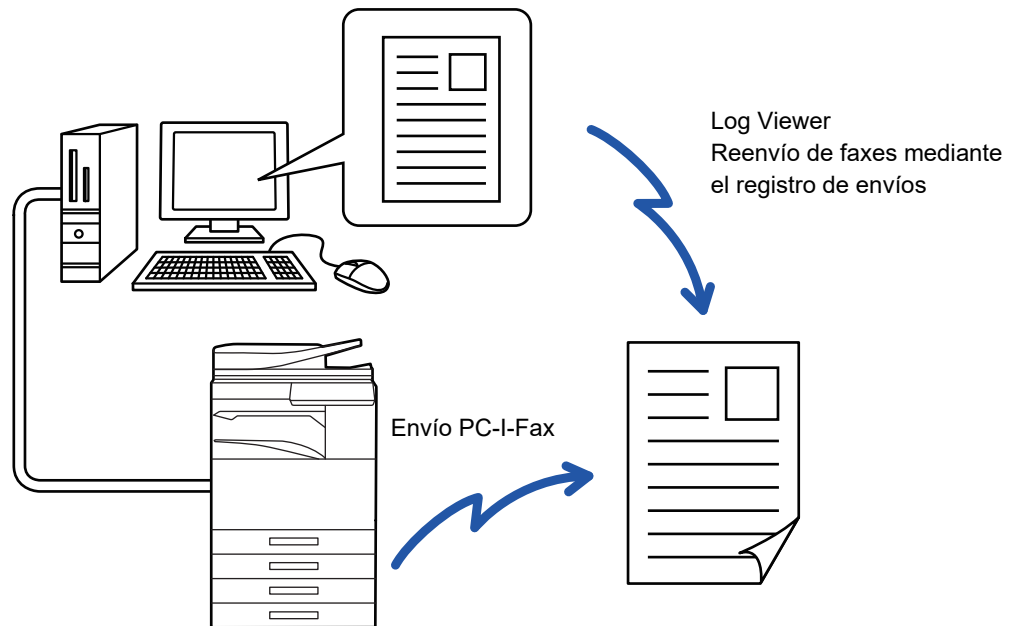 Log Viewer
Reenvío de faxes mediante
el registro de envíos
Envío PC-I-Fax